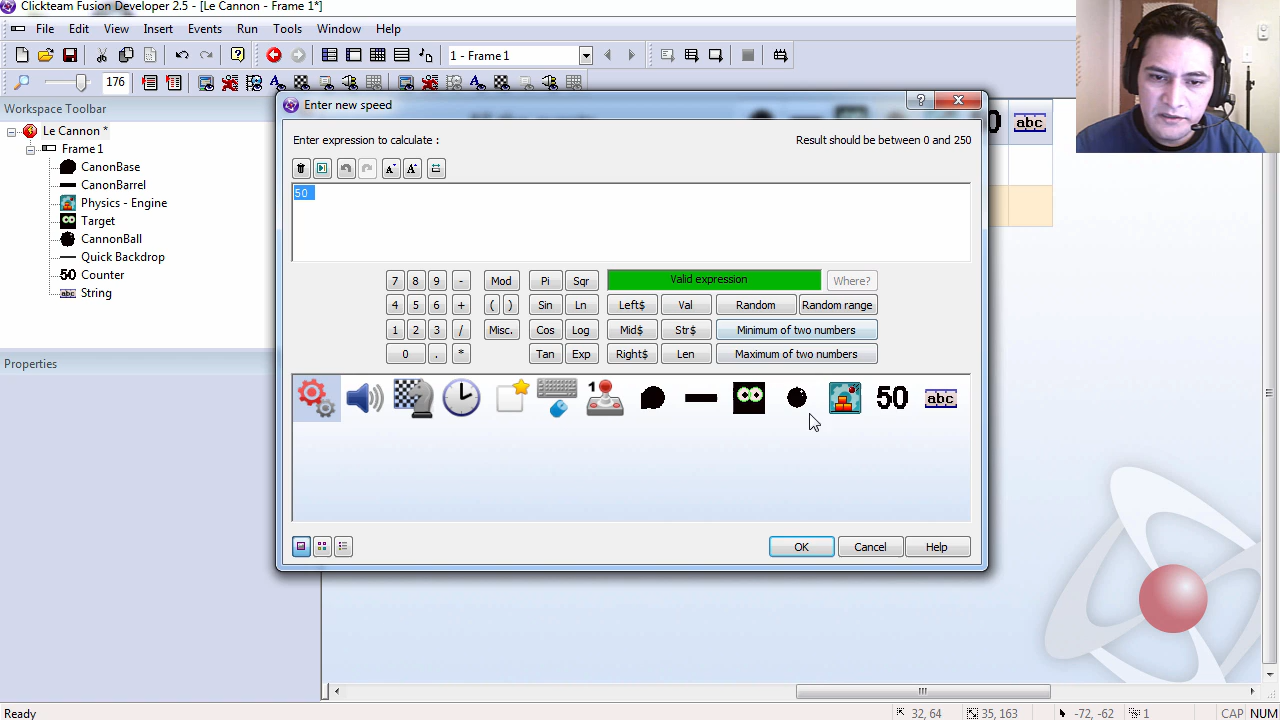 Clickteam Fusion Developer 2.5 - [Le Cannon - Frame 1*]
File Edit View Insert Events Run Tools Window Help
1 - Frame 1
176
Workspace Toolbar
Le Cannon *
Frame 1
CanonBase
CanonBarrel
Physics - Engine
Target
CannonBall
Quick Backdrop
50 Counter
abc String
Properties
Enter new speed
Enter expression to calculate :
Result should be between 0 and 250
50
7 8 9 - Mod Pi Sqr Valid expression Where?
4 5 6 + ( ) Sin Ln Left$ Val Random Random range
1 2 3 / Misc. Cos Log Mid$ Str$ Minimum of two numbers
0 . * Tan Exp Right$ Len Maximum of two numbers
50 abc
OK Cancel Help
0 abc
Ready
32, 64 35, 163 -72, -62 1 CAP NUM